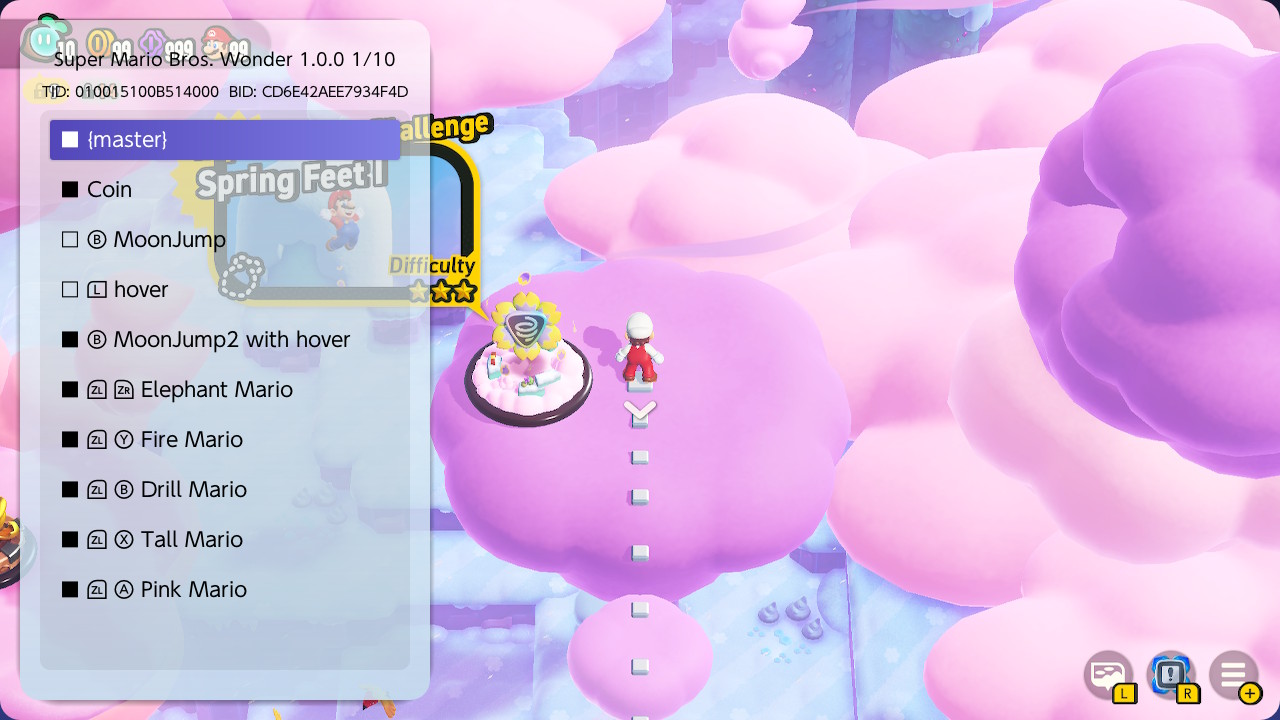 10 99 999 99
Super Mario Bros. Wonder 1.0.0 1/10
TID: 010015100B514000 BID: CD6E42AEE7934F4D
{master}
allenge
Coin
Spring Feet I
B MoonJump
L hover
Difficulty
B MoonJump2 with hover
ZL ZR Elephant Mario
ZL Y Fire Mario
ZL B Drill Mario
ZL X Tall Mario
ZL A Pink Mario
L R +